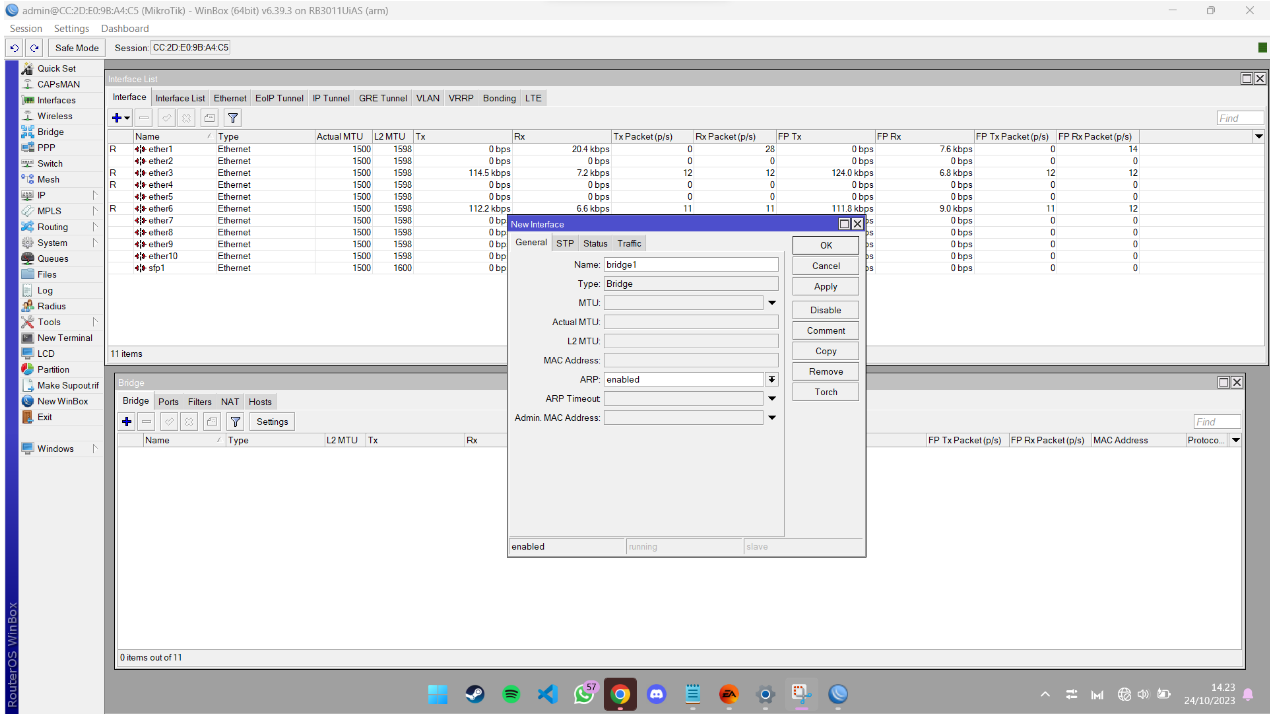 admin@CC:2D:E0:9B:A4:C5 (MikroTik) - WinBox (64bit) v6.39.3 on RB3011UiAS (arm)
Session Settings Dashboard
Safe Mode Session: CC:2D:E0:9B:A4:C5
Quick Set
CAPsMAN
Interfaces
Wireless
Bridge
PPP
Switch
Mesh
IP
MPLS
Routing
System
Queues
Files
Log
Radius
Tools
New Terminal
LCD
Partition
Make Supout.rif
New WinBox
Exit
Windows
RouterOS WinBox
Interface List
Interface Interface List Ethernet EoIP Tunnel IP Tunnel GRE Tunnel VLAN VRRP Bonding LTE
Find
Name Type Actual MTU L2 MTU Tx Rx Tx Packet (p/s) Rx Packet (p/s) FP Tx FP Rx FP Tx Packet (p/s) FP Rx Packet (p/s)
R ether1 Ethernet 1500 1598 0 bps 20.4 kbps 0 28 0 bps 7.6 kbps 0 14
ether2 Ethernet 1500 1598 0 bps 0 bps 0 0 0 bps 0 bps 0 0
R ether3 Ethernet 1500 1598 114.5 kbps 7.2 kbps 12 12 124.0 kbps 6.8 kbps 12 12
R ether4 Ethernet 1500 1598 0 bps 0 bps 0 0 0 bps 0 bps 0 0
ether5 Ethernet 1500 1598 0 bps 0 bps 0 0 0 bps 0 bps 0 0
R ether6 Ethernet 1500 1598 112.2 kbps 6.6 kbps 11 11 111.8 kbps 9.0 kbps 11 12
ether7 Ethernet 1500 1598 0 bp 0 bps 0 0
ether8 Ethernet 1500 1598 0 bp 0 bps 0 0
ether9 Ethernet 1500 1598 0 bp 0 bps 0 0
ether10 Ethernet 1500 1598 0 bp 0 bps 0 0
sfp1 Ethernet 1500 1600 0 bp 0 bps 0 0
11 items
New Interface
General STP Status Traffic
Name: bridge1
Type: Bridge
MTU:
Actual MTU:
L2 MTU:
MAC Address:
ARP: enabled
ARP Timeout:
Admin. MAC Address:
OK
Cancel
Apply
Disable
Comment
Copy
Remove
Torch
enabled running slave
Bridge
Bridge Ports Filters NAT Hosts
Settings
Find
Name Type L2 MTU Tx Rx FP Tx Packet (p/s) FP Rx Packet (p/s) MAC Address Protoco...
0 items out of 11
57
EA
14.23
24/10/2023